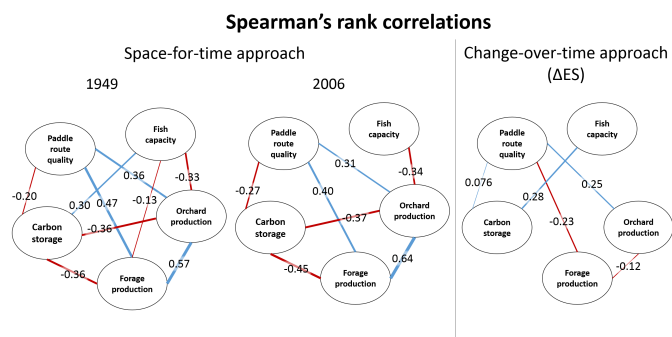 Spearman's rank correlations
Space-for-time approach
Change-over-time approach
(ΔES)
1949
2006
Paddle
route
quality
Fish
capacity
0.36
-0.33
-0.20
0.47
0.30
-0.13
Orchard
production
Carbon
storage
-0.36
-0.36
0.57
Forage
production
Paddle
route
quality
Fish
capacity
0.31
-0.34
-0.27
0.40
Orchard
production
Carbon
storage
-0.37
-0.45
0.64
Forage
production
Paddle
route
quality
Fish
capacity
0.076
0.28
0.25
Carbon
storage
-0.23
Orchard
production
Forage
production
-0.12